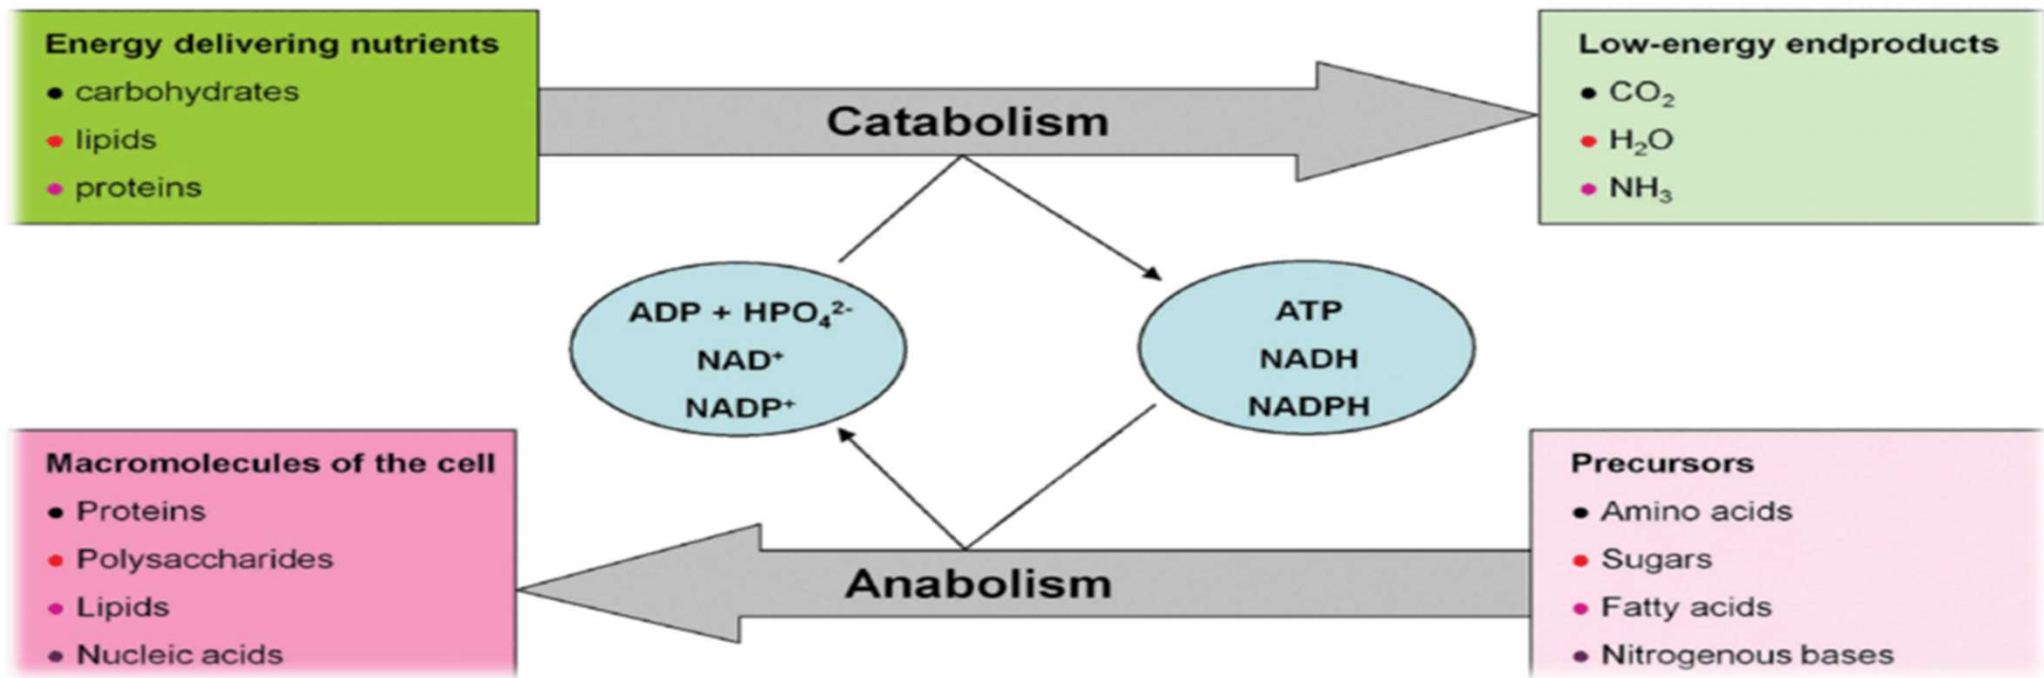 Energy delivering nutrients
• carbohydrates
• lipids
• proteins
Catabolism
Low-energy endproducts
• CO₂
• H₂O
• NH₃
ADP + HPO₄²⁻
NAD⁺
NADP⁺
ATP
NADH
NADPH
Macromolecules of the cell
• Proteins
• Polysaccharides
• Lipids
• Nucleic acids
Anabolism
Precursors
• Amino acids
• Sugars
• Fatty acids
• Nitrogenous bases